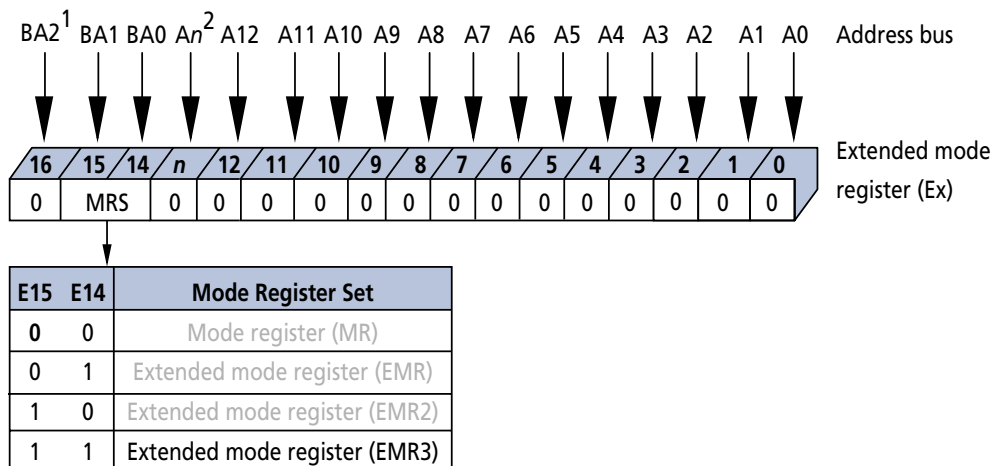 BA2¹ BA1 BA0 An² A12 A11 A10 A9 A8 A7 A6 A5 A4 A3 A2 A1 A0 Address bus
16 15 14 n 12 11 10 9 8 7 6 5 4 3 2 1 0 Extended mode
0 MRS 0 0 0 0 0 0 0 0 0 0 0 0 0 0 register (Ex)
E15 E14 Mode Register Set
0 0 Mode register (MR)
0 1 Extended mode register (EMR)
1 0 Extended mode register (EMR2)
1 1 Extended mode register (EMR3)